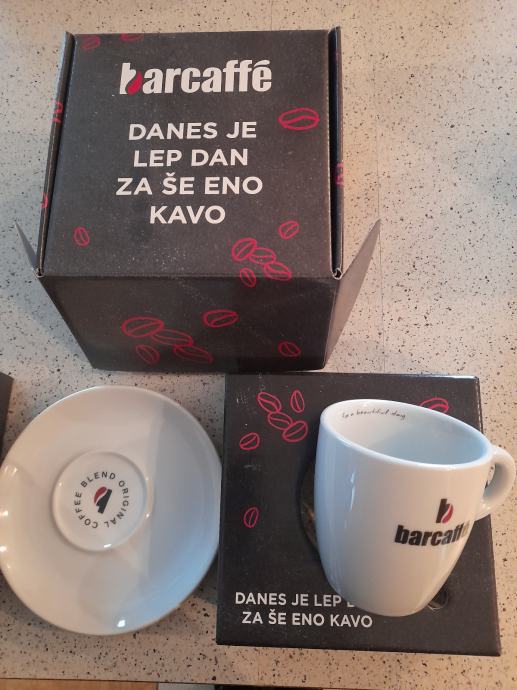 barcaffé
DANES JE
LEP DAN
ZA ŠE ENO
KAVO
COFFEE BLEND ORIGINAL
a beautiful day
barcaffé
DANES JE LEP
ZA ŠE ENO KAVO